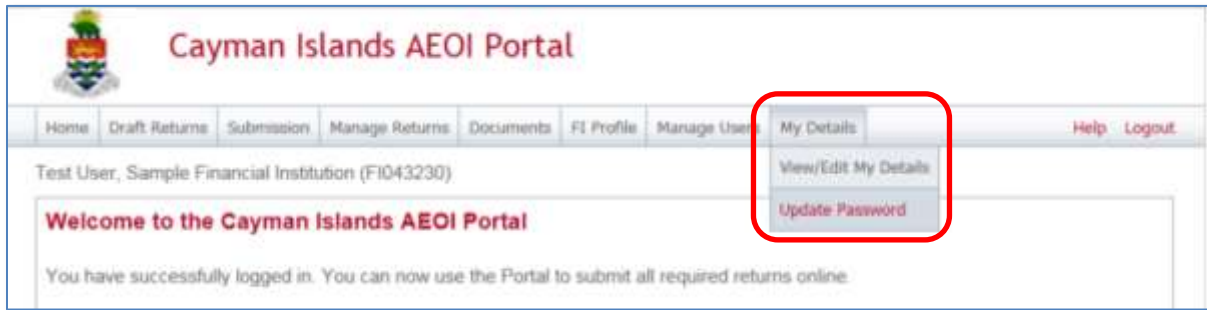 Cayman Islands AEOI Portal
Home Draft Returns Submission Manage Returns Documents FI Profile Manage Users My Details Help Logout
Test User, Sample Financial Institution (FI043230)
View/Edit My Details
Update Password
Welcome to the Cayman Islands AEOI Portal
You have successfully logged in. You can now use the Portal to submit all required returns online.